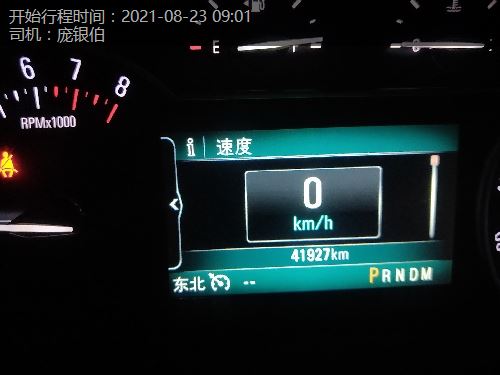 开始行程时间：2021-08-23 09:01
司机：庞银伯
E F
6 7 8
RPMx1000
i 速度
0
km/h
41927km
东北 --
PRNDM